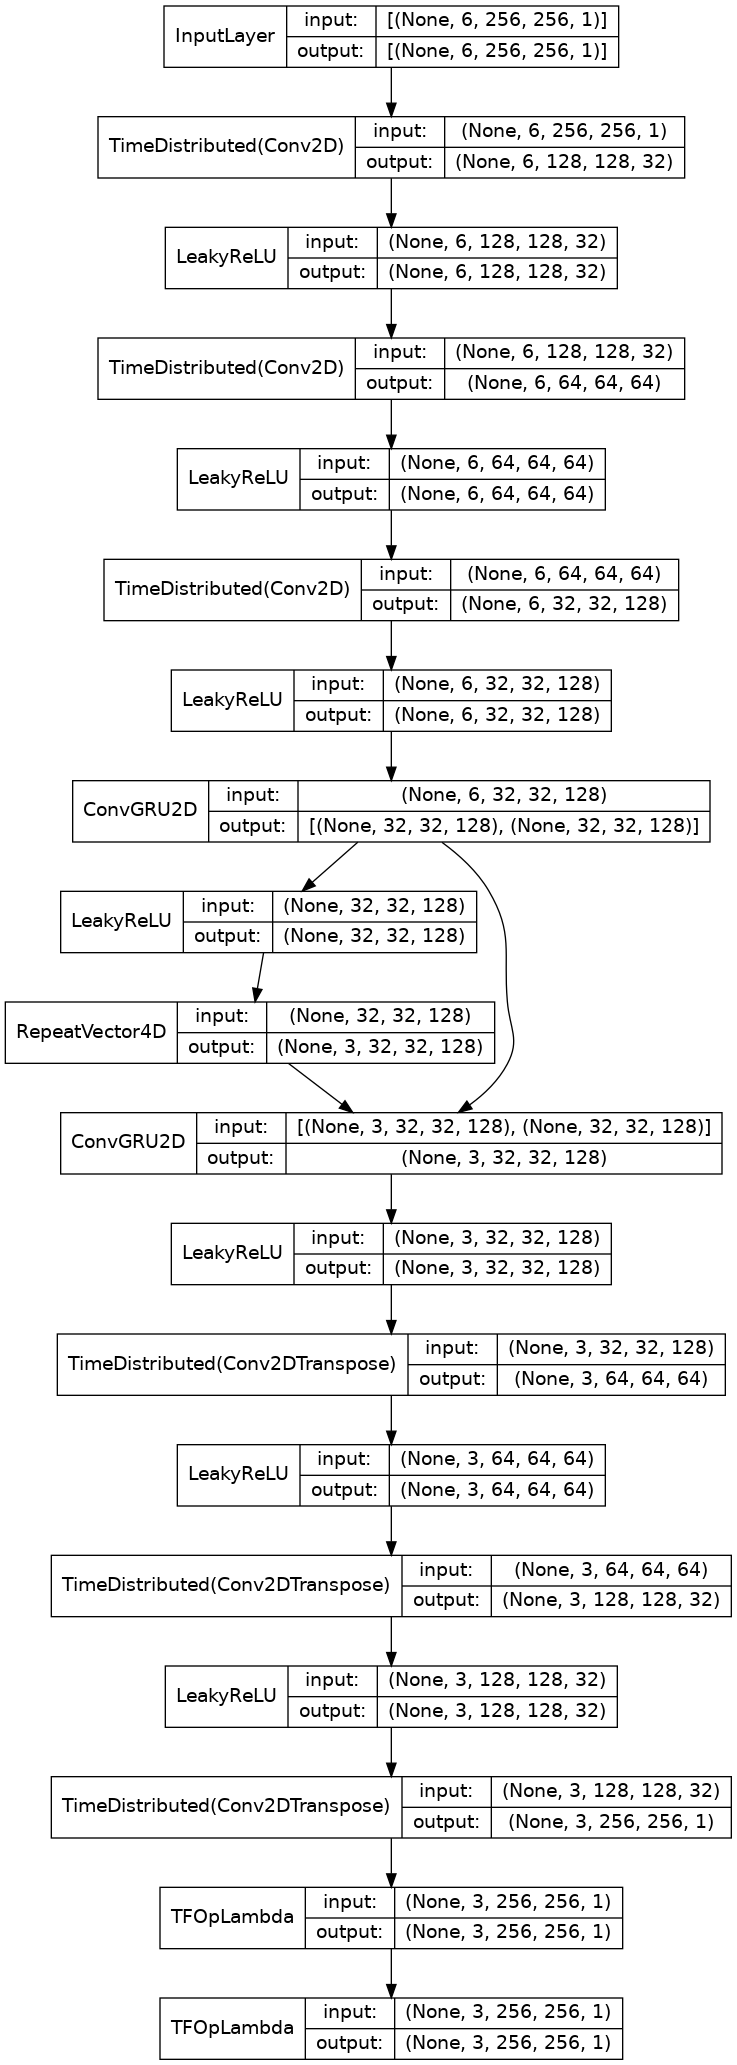 InputLayer input: [(None, 6, 256, 256, 1)]
output: [(None, 6, 256, 256, 1)]
TimeDistributed(Conv2D) input: (None, 6, 256, 256, 1)
output: (None, 6, 128, 128, 32)
LeakyReLU input: (None, 6, 128, 128, 32)
output: (None, 6, 128, 128, 32)
TimeDistributed(Conv2D) input: (None, 6, 128, 128, 32)
output: (None, 6, 64, 64, 64)
LeakyReLU input: (None, 6, 64, 64, 64)
output: (None, 6, 64, 64, 64)
TimeDistributed(Conv2D) input: (None, 6, 64, 64, 64)
output: (None, 6, 32, 32, 128)
LeakyReLU input: (None, 6, 32, 32, 128)
output: (None, 6, 32, 32, 128)
ConvGRU2D input: (None, 6, 32, 32, 128)
output: [(None, 32, 32, 128), (None, 32, 32, 128)]
LeakyReLU input: (None, 32, 32, 128)
output: (None, 32, 32, 128)
RepeatVector4D input: (None, 32, 32, 128)
output: (None, 3, 32, 32, 128)
ConvGRU2D input: [(None, 3, 32, 32, 128), (None, 32, 32, 128)]
output: (None, 3, 32, 32, 128)
LeakyReLU input: (None, 3, 32, 32, 128)
output: (None, 3, 32, 32, 128)
TimeDistributed(Conv2DTranspose) input: (None, 3, 32, 32, 128)
output: (None, 3, 64, 64, 64)
LeakyReLU input: (None, 3, 64, 64, 64)
output: (None, 3, 64, 64, 64)
TimeDistributed(Conv2DTranspose) input: (None, 3, 64, 64, 64)
output: (None, 3, 128, 128, 32)
LeakyReLU input: (None, 3, 128, 128, 32)
output: (None, 3, 128, 128, 32)
TimeDistributed(Conv2DTranspose) input: (None, 3, 128, 128, 32)
output: (None, 3, 256, 256, 1)
TFOpLambda input: (None, 3, 256, 256, 1)
output: (None, 3, 256, 256, 1)
TFOpLambda input: (None, 3, 256, 256, 1)
output: (None, 3, 256, 256, 1)